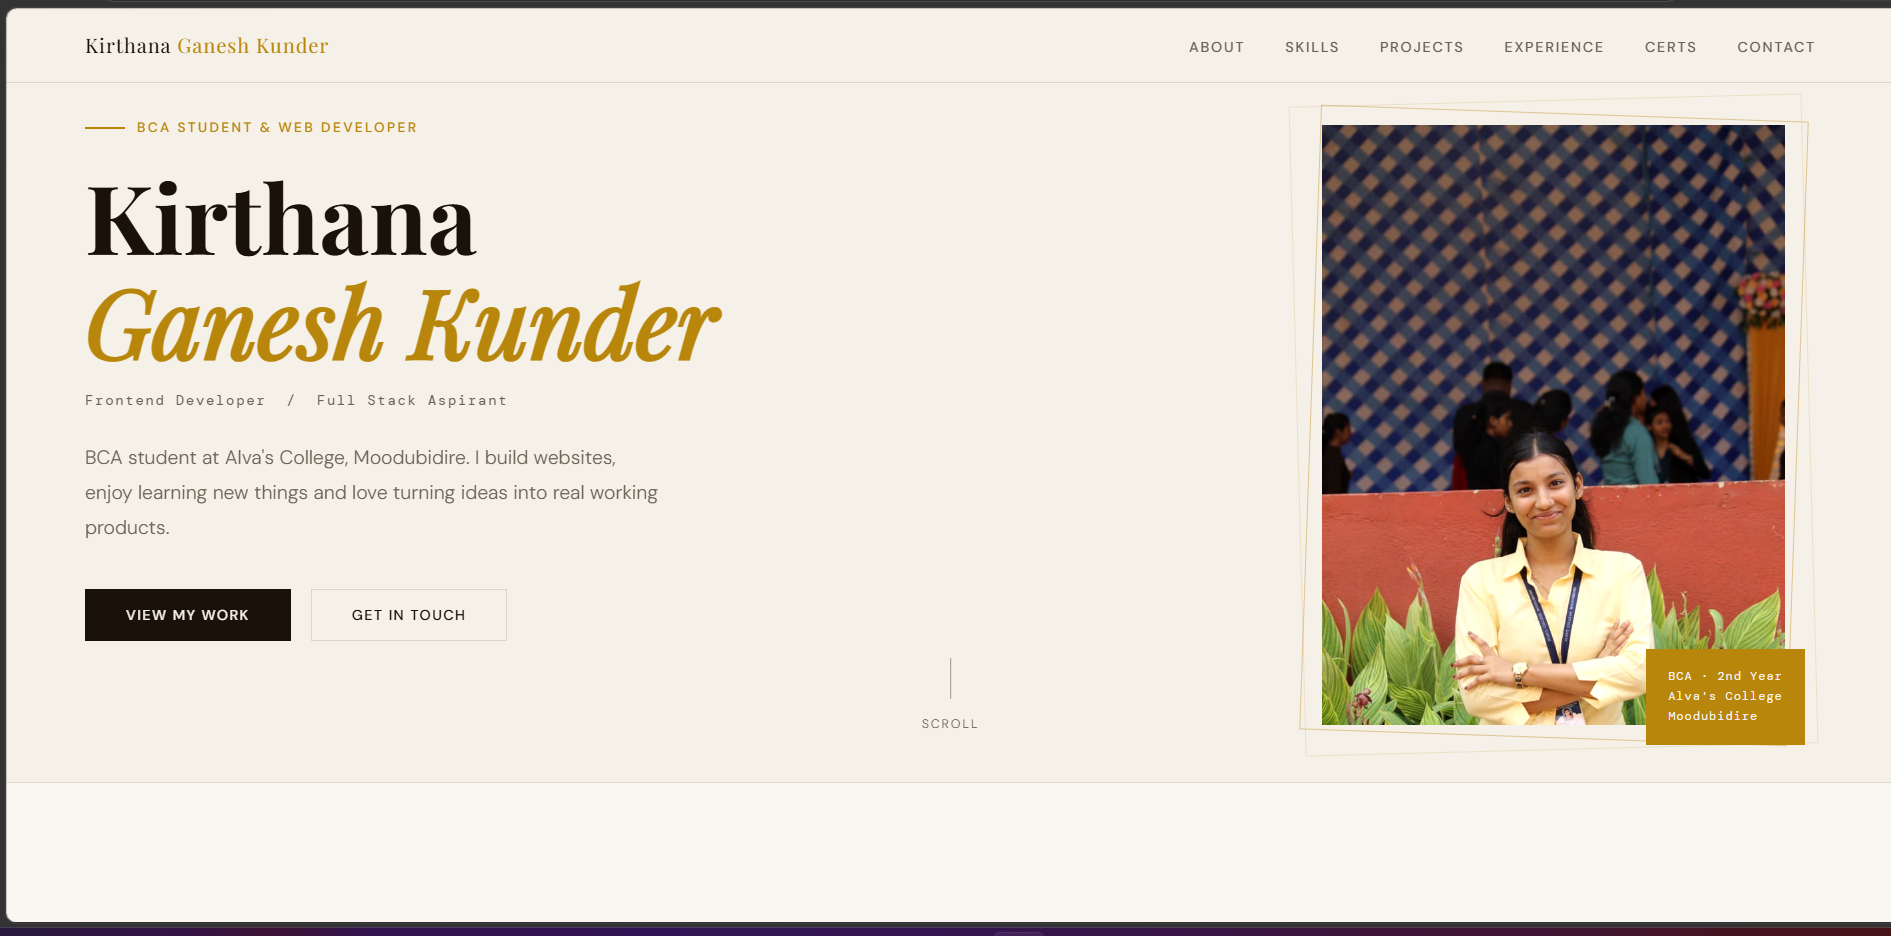 Kirthana Ganesh Kunder
ABOUT SKILLS PROJECTS EXPERIENCE CERTS CONTACT
BCA STUDENT & WEB DEVELOPER
Kirthana
Ganesh Kunder
Frontend Developer / Full Stack Aspirant
BCA student at Alva's College, Moodubidire. I build websites,
enjoy learning new things and love turning ideas into real working
products.
VIEW MY WORK GET IN TOUCH
SCROLL
BCA · 2nd Year
Alva's College
Moodubidire